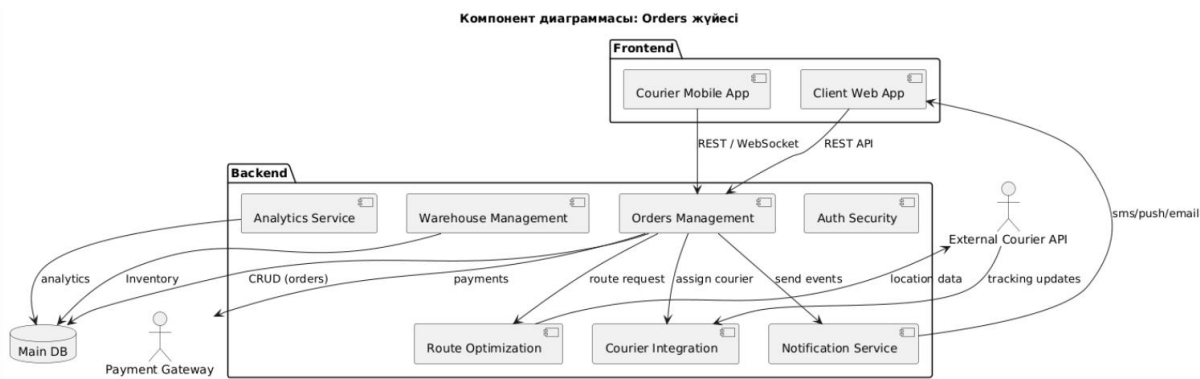 Компонент диаграммасы: Orders жүйесі
Frontend
Courier Mobile App
Client Web App
REST / WebSocket
REST API
Backend
Analytics Service
Warehouse Management
Orders Management
Auth Security
External Courier API
sms/push/email
analytics
Inventory
CRUD (orders)
payments
route request
assign courier
send events
location data
tracking updates
Main DB
Payment Gateway
Route Optimization
Courier Integration
Notification Service